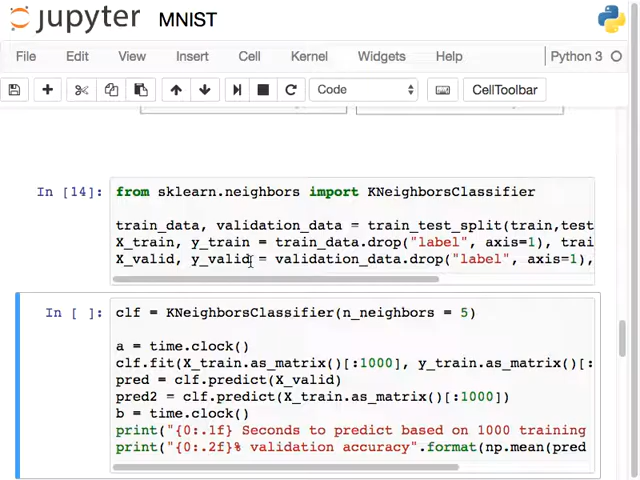 jupyter MNIST
File Edit View Insert Cell Kernel Widgets Help Python 3
Code CellToolbar
In [14]: from sklearn.neighbors import KNeighborsClassifier
train_data, validation_data = train_test_split(train,test
X_train, y_train = train_data.drop("label", axis=1), trai
X_valid, y_valid = validation_data.drop("label", axis=1),
In [ ]: clf = KNeighborsClassifier(n_neighbors = 5)
a = time.clock()
clf.fit(X_train.as_matrix()[:1000], y_train.as_matrix()[:
pred = clf.predict(X_valid)
pred2 = clf.predict(X_train.as_matrix()[:1000])
b = time.clock()
print("{0:.1f} Seconds to predict based on 1000 training
print("{0:.2f}% validation accuracy".format(np.mean(pred